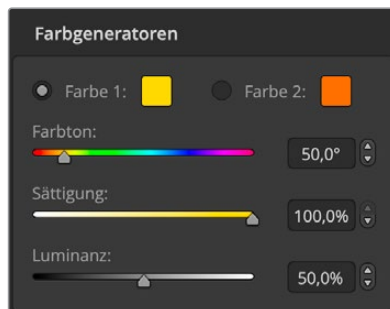 Farbgeneratoren
Farbe 1: Farbe 2:
Farbton:
50,0°
Sättigung:
100,0%
Luminanz:
50,0%